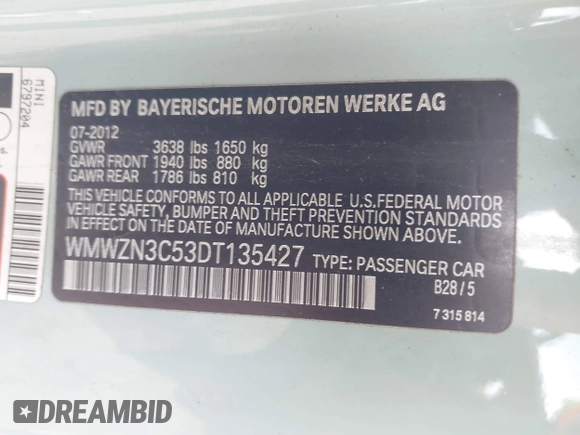 MINI
6797204
MFD BY BAYERISCHE MOTOREN WERKE AG
07-2012
GVWR 3638 lbs 1650 kg
GAWR FRONT 1940 lbs 880 kg
GAWR REAR 1786 lbs 810 kg
THIS VEHICLE CONFORMS TO ALL APPLICABLE U.S.FEDERAL MOTOR
VEHICLE SAFETY, BUMPER AND THEFT PREVENTION STANDARDS
IN EFFECT ON THE DATE OF MANUFACTURE SHOWN ABOVE.
WMWZN3C53DT135427 TYPE: PASSENGER CAR
B28/5
7 315 814
DREAMBID